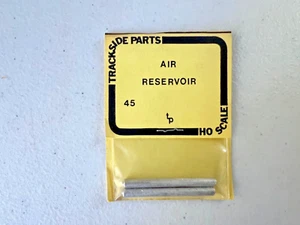 TRACKSIDE PARTS
AIR
RESERVOIR
45
tp
HO SCALE